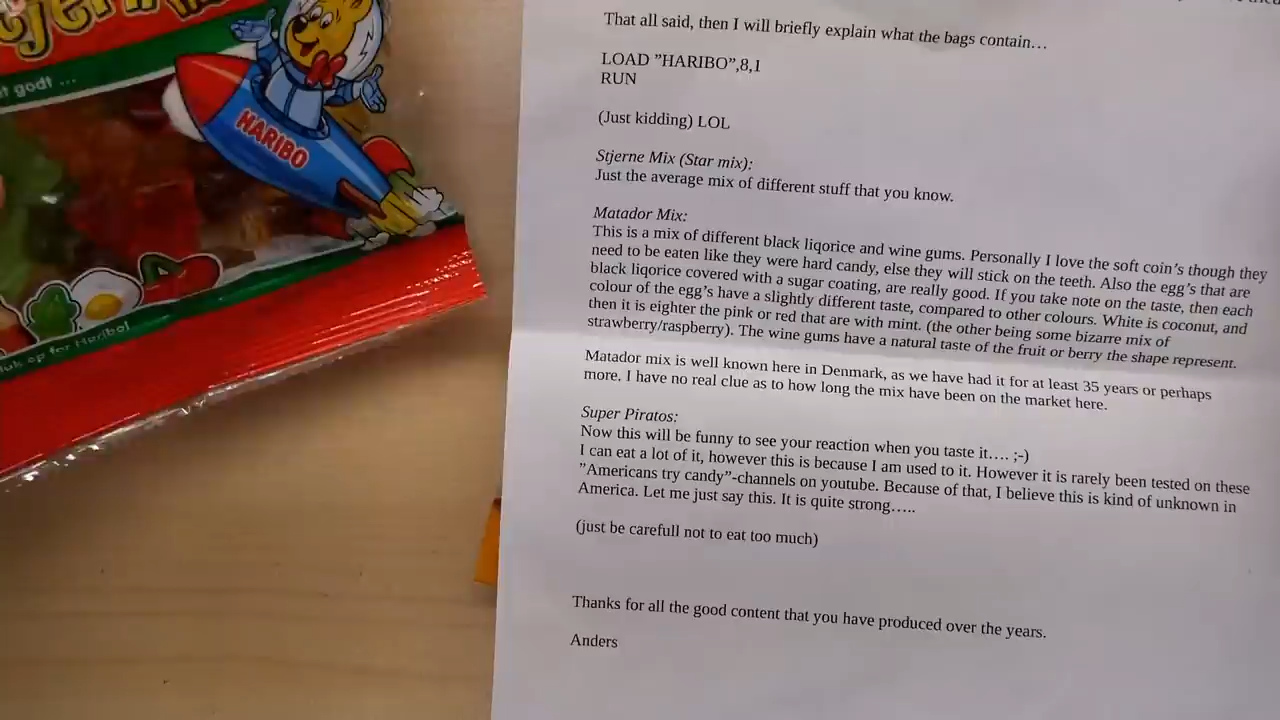 t godt ...
HARIBO
luk op for Haribo!
That all said, then I will briefly explain what the bags contain…
LOAD ”HARIBO”,8,1
RUN
(Just kidding) LOL
Stjerne Mix (Star mix):
Just the average mix of different stuff that you know.
Matador Mix:
This is a mix of different black liqorice and wine gums. Personally I love the soft coin’s though they
need to be eaten like they were hard candy, else they will stick on the teeth. Also the egg’s that are
black liqorice covered with a sugar coating, are really good. If you take note on the taste, then each
colour of the egg’s have a slightly different taste, compared to other colours. White is coconut, and
then it is eighter the pink or red that are with mint. (the other being some bizarre mix of
strawberry/raspberry). The wine gums have a natural taste of the fruit or berry the shape represent.
Matador mix is well known here in Denmark, as we have had it for at least 35 years or perhaps
more. I have no real clue as to how long the mix have been on the market here.
Super Piratos:
Now this will be funny to see your reaction when you taste it…. ;-)
I can eat a lot of it, however this is because I am used to it. However it is rarely been tested on these
”Americans try candy”-channels on youtube. Because of that, I believe this is kind of unknown in
America. Let me just say this. It is quite strong…..
(just be carefull not to eat too much)
Thanks for all the good content that you have produced over the years.
Anders